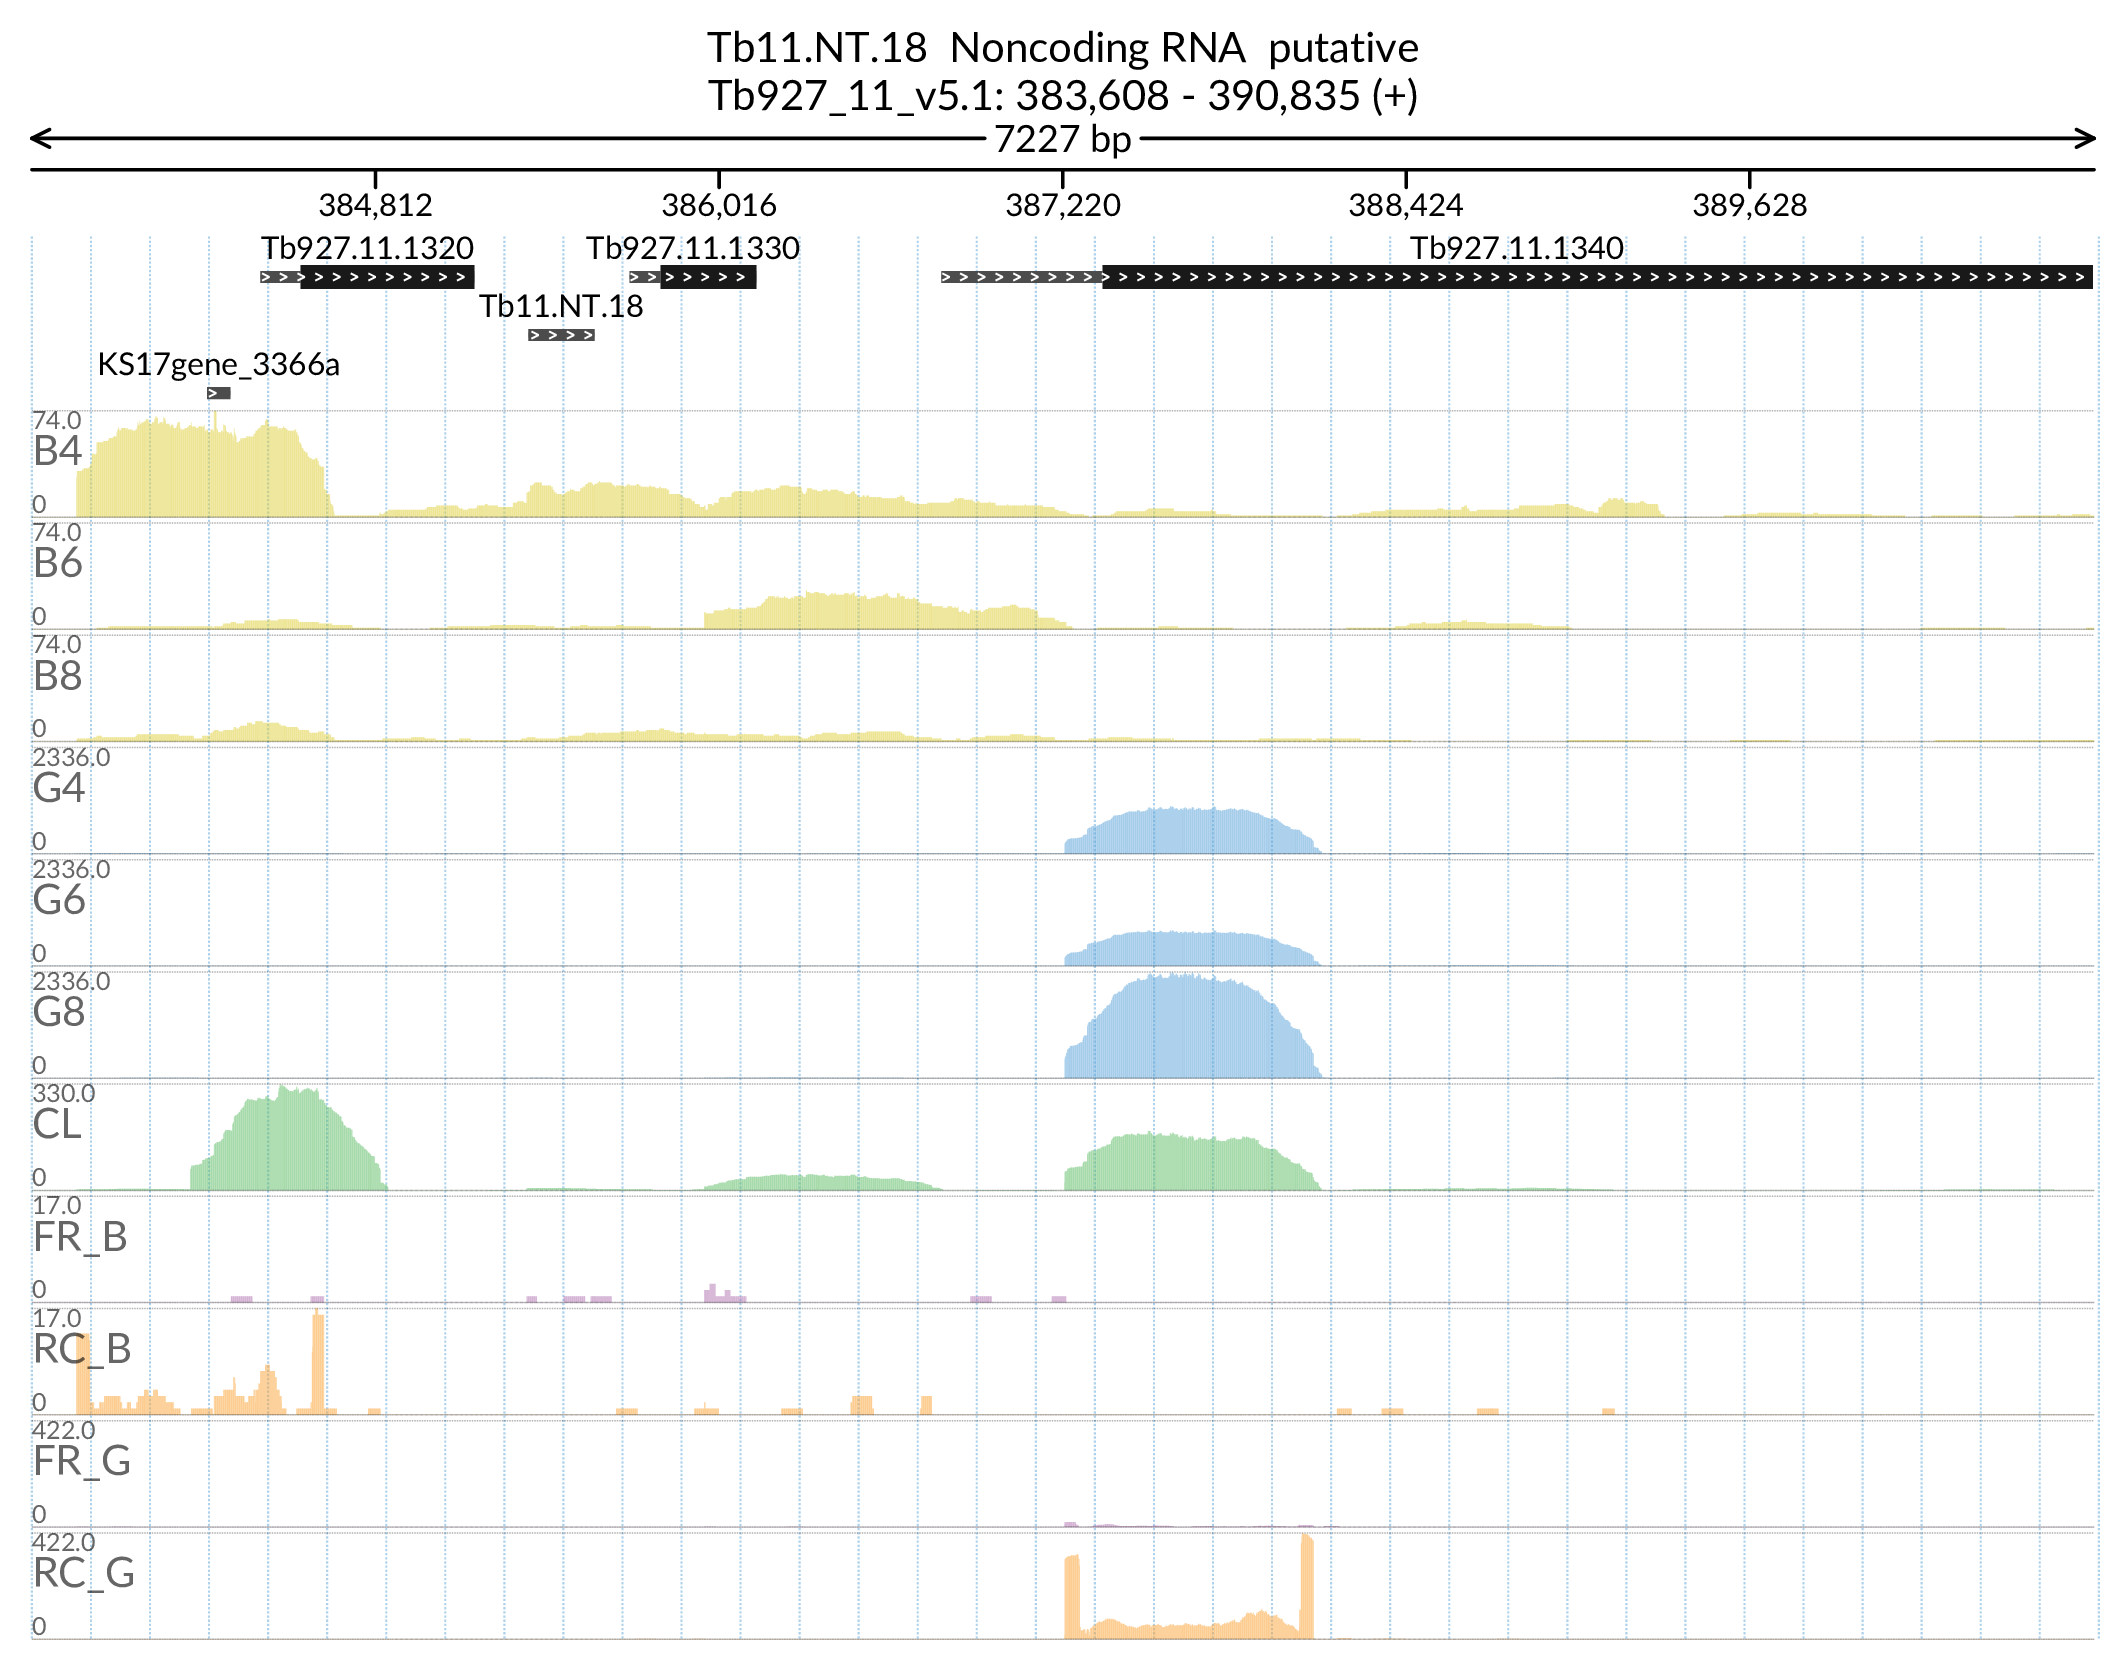 Tb11.NT.18 Noncoding RNA putative
Tb927_11_v5.1: 383,608 - 390,835 (+)
7227 bp
384,812 386,016 387,220 388,424 389,628
Tb927.11.1320 Tb927.11.1330 Tb927.11.1340
Tb11.NT.18
KS17gene_3366a
74.0
B4
0
74.0
B6
0
74.0
B8
0
2336.0
G4
0
2336.0
G6
0
2336.0
G8
0
330.0
CL
0
17.0
FR_B
0
17.0
RC_B
0
422.0
FR_G
0
422.0
RC_G
0